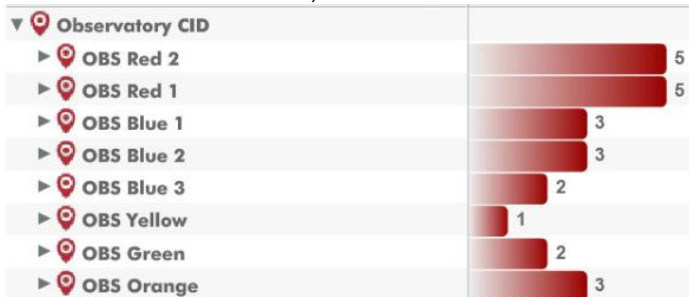 Observatory CID
OBS Red 2 5
OBS Red 1 5
OBS Blue 1 3
OBS Blue 2 3
OBS Blue 3 2
OBS Yellow 1
OBS Green 2
OBS Orange 3